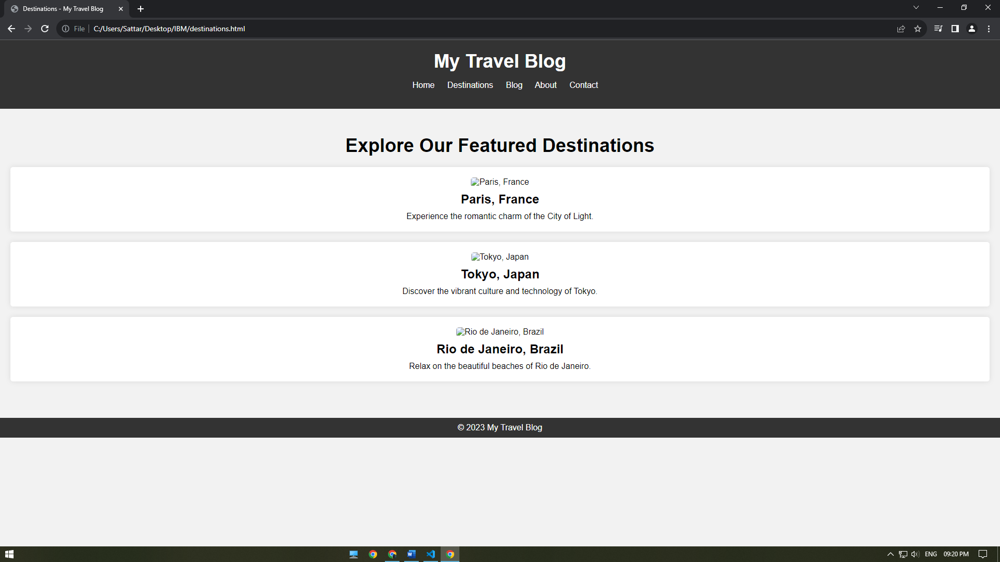 Destinations - My Travel Blog
File
C:/Users/Sattar/Desktop/IBM/destinations.html
My Travel Blog
Home Destinations Blog About Contact
Explore Our Featured Destinations
Paris, France
Paris, France
Experience the romantic charm of the City of Light.
Tokyo, Japan
Tokyo, Japan
Discover the vibrant culture and technology of Tokyo.
Rio de Janeiro, Brazil
Rio de Janeiro, Brazil
Relax on the beautiful beaches of Rio de Janeiro.
© 2023 My Travel Blog
ENG 09:20 PM